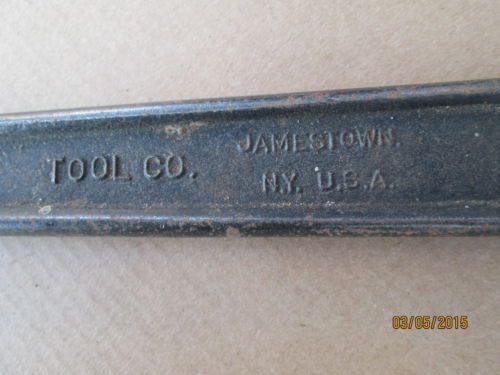 TOOL CO.
JAMESTOWN.
N.Y. U.S.A.
03/05/2015